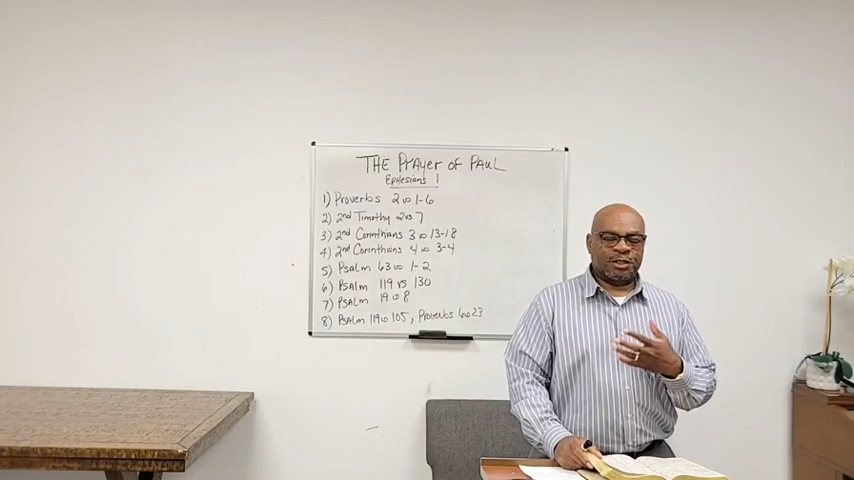 THE PRAYER OF PAUL
Ephesians 1
1) Proverbs 2 vs 1-6
2) 2nd Timothy 2 vs 7
3) 2nd Corinthians 3 vs 13-18
4) 2nd Corinthians 4 vs 3-4
5) Psalm 63 vs 1-2
6) Psalm 119 vs 130
7) Psalm 19 vs 8
8) Psalm 119 vs 105, Proverbs 6 vs 23